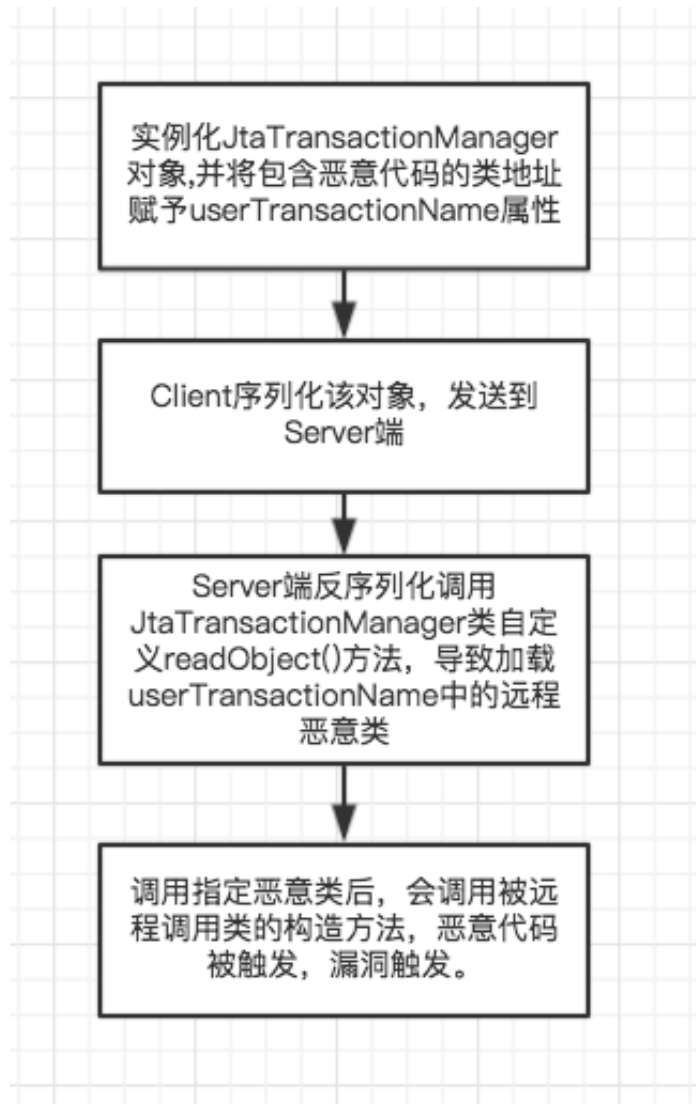 实例化JtaTransactionManager
对象,并将包含恶意代码的类地址
赋予userTransactionName属性
Client序列化该对象，发送到
Server端
Server端反序列化调用
JtaTransactionManager类自定
义readObject()方法，导致加载
userTransactionName中的远程
恶意类
调用指定恶意类后，会调用被远
程调用类的构造方法，恶意代码
被触发，漏洞触发。